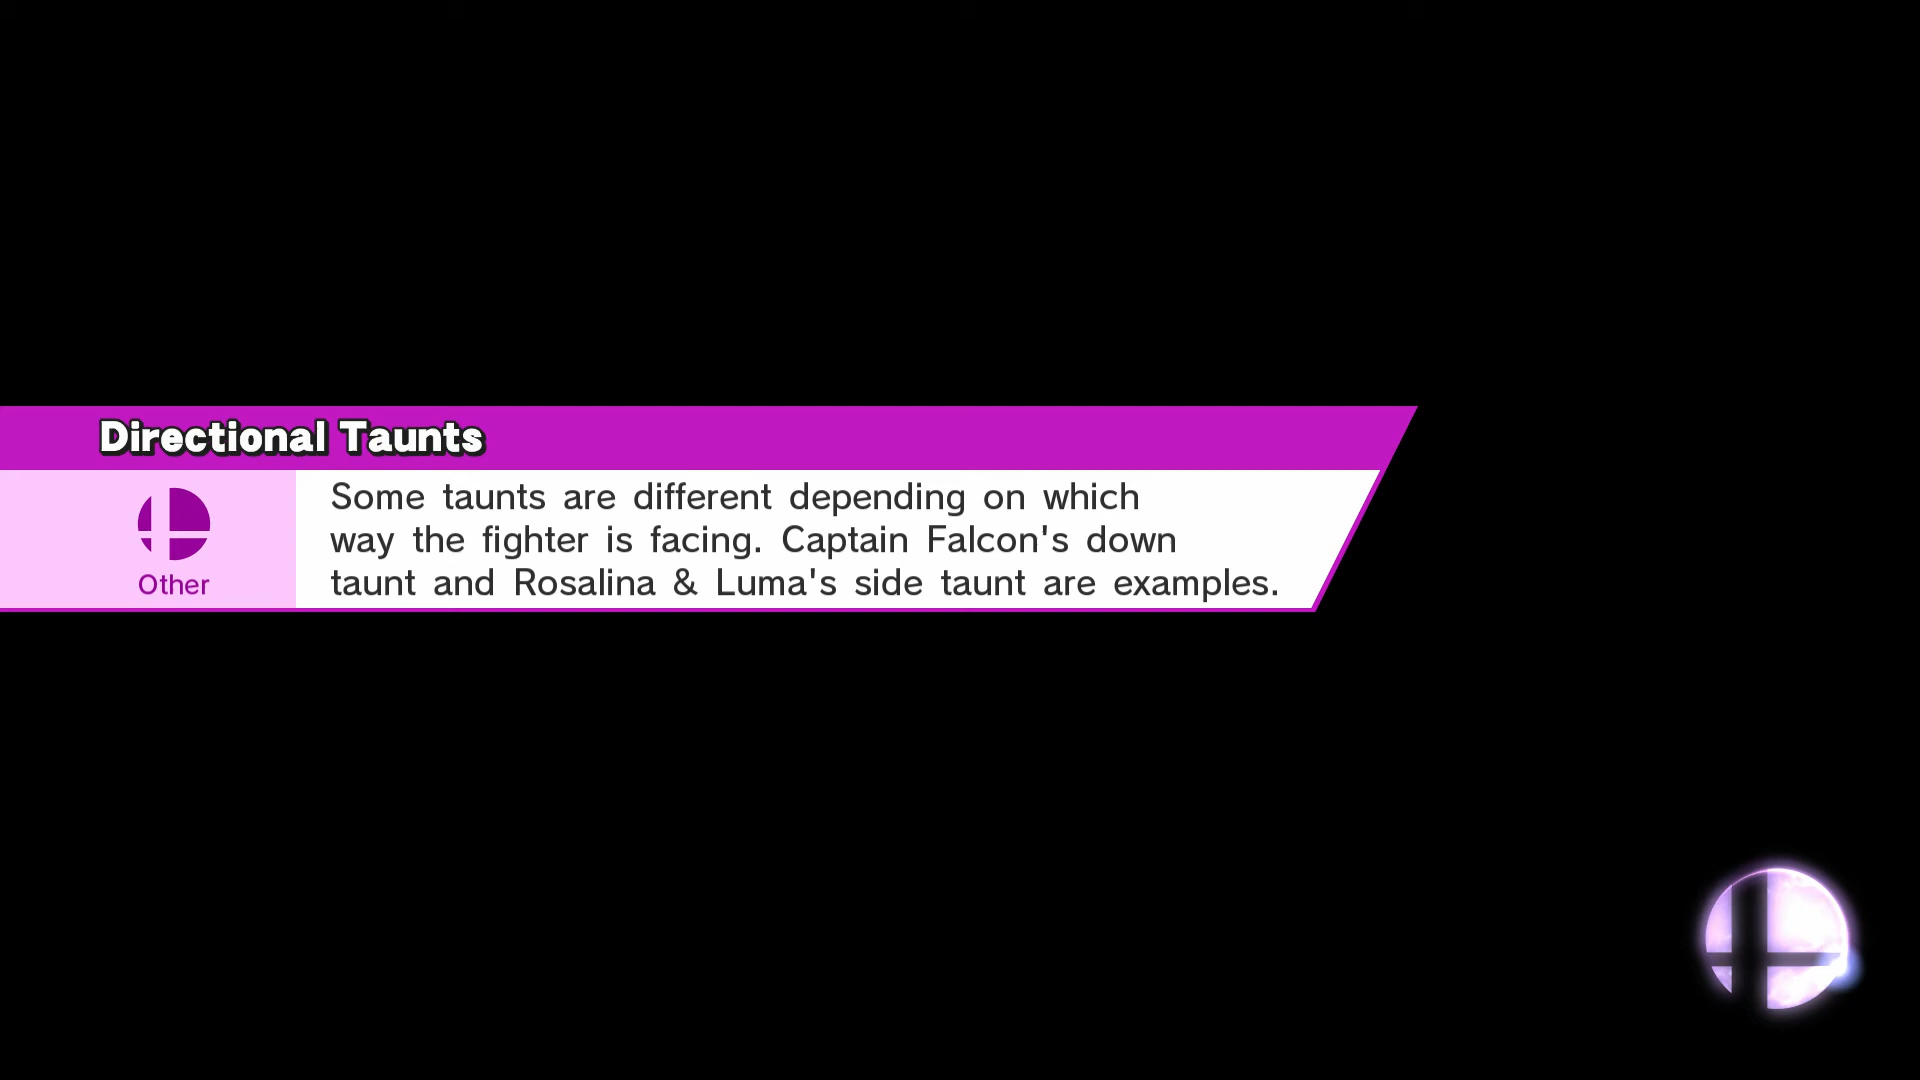 Directional Taunts
Other
Some taunts are different depending on which
way the fighter is facing. Captain Falcon's down
taunt and Rosalina & Luma's side taunt are examples.